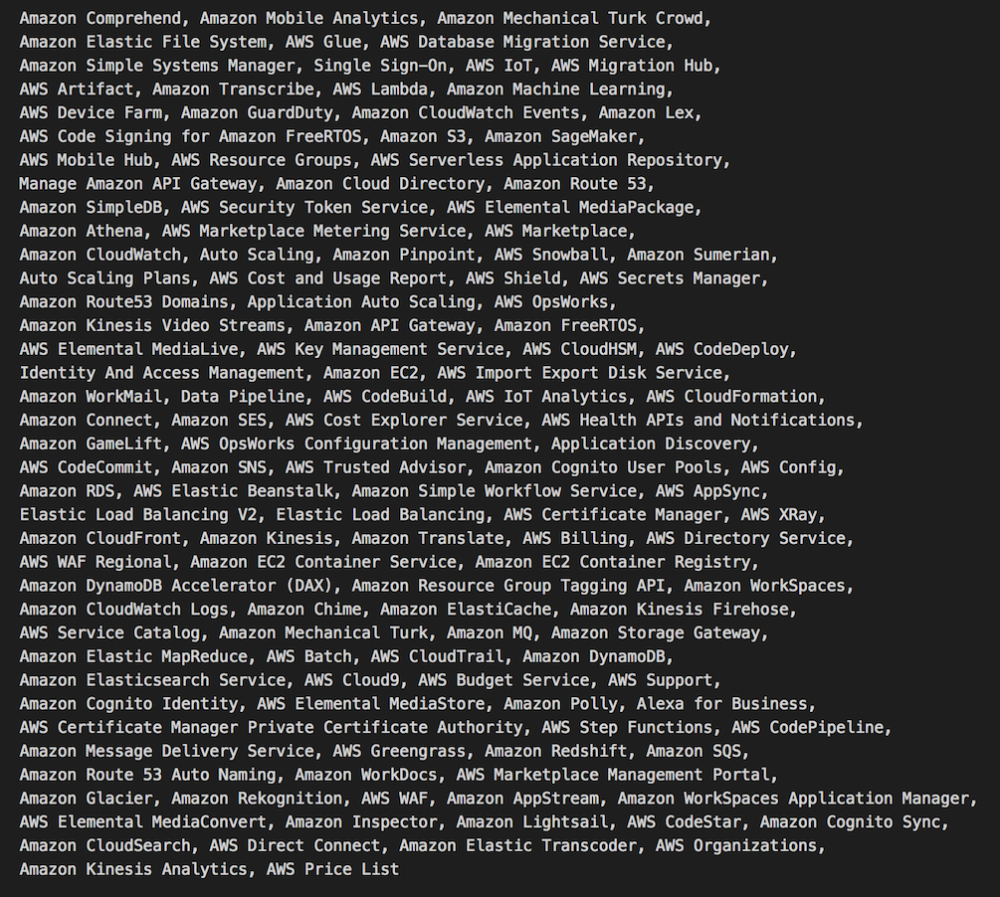 Amazon Comprehend, Amazon Mobile Analytics, Amazon Mechanical Turk Crowd,
Amazon Elastic File System, AWS Glue, AWS Database Migration Service,
Amazon Simple Systems Manager, Single Sign-On, AWS IoT, AWS Migration Hub,
AWS Artifact, Amazon Transcribe, AWS Lambda, Amazon Machine Learning,
AWS Device Farm, Amazon GuardDuty, Amazon CloudWatch Events, Amazon Lex,
AWS Code Signing for Amazon FreeRTOS, Amazon S3, Amazon SageMaker,
AWS Mobile Hub, AWS Resource Groups, AWS Serverless Application Repository,
Manage Amazon API Gateway, Amazon Cloud Directory, Amazon Route 53,
Amazon SimpleDB, AWS Security Token Service, AWS Elemental MediaPackage,
Amazon Athena, AWS Marketplace Metering Service, AWS Marketplace,
Amazon CloudWatch, Auto Scaling, Amazon Pinpoint, AWS Snowball, Amazon Sumerian,
Auto Scaling Plans, AWS Cost and Usage Report, AWS Shield, AWS Secrets Manager,
Amazon Route53 Domains, Application Auto Scaling, AWS OpsWorks,
Amazon Kinesis Video Streams, Amazon API Gateway, Amazon FreeRTOS,
AWS Elemental MediaLive, AWS Key Management Service, AWS CloudHSM, AWS CodeDeploy,
Identity And Access Management, Amazon EC2, AWS Import Export Disk Service,
Amazon WorkMail, Data Pipeline, AWS CodeBuild, AWS IoT Analytics, AWS CloudFormation,
Amazon Connect, Amazon SES, AWS Cost Explorer Service, AWS Health APIs and Notifications,
Amazon GameLift, AWS OpsWorks Configuration Management, Application Discovery,
AWS CodeCommit, Amazon SNS, AWS Trusted Advisor, Amazon Cognito User Pools, AWS Config,
Amazon RDS, AWS Elastic Beanstalk, Amazon Simple Workflow Service, AWS AppSync,
Elastic Load Balancing V2, Elastic Load Balancing, AWS Certificate Manager, AWS XRay,
Amazon CloudFront, Amazon Kinesis, Amazon Translate, AWS Billing, AWS Directory Service,
AWS WAF Regional, Amazon EC2 Container Service, Amazon EC2 Container Registry,
Amazon DynamoDB Accelerator (DAX), Amazon Resource Group Tagging API, Amazon WorkSpaces,
Amazon CloudWatch Logs, Amazon Chime, Amazon ElastiCache, Amazon Kinesis Firehose,
AWS Service Catalog, Amazon Mechanical Turk, Amazon MQ, Amazon Storage Gateway,
Amazon Elastic MapReduce, AWS Batch, AWS CloudTrail, Amazon DynamoDB,
Amazon Elasticsearch Service, AWS Cloud9, AWS Budget Service, AWS Support,
Amazon Cognito Identity, AWS Elemental MediaStore, Amazon Polly, Alexa for Business,
AWS Certificate Manager Private Certificate Authority, AWS Step Functions, AWS CodePipeline,
Amazon Message Delivery Service, AWS Greengrass, Amazon Redshift, Amazon SQS,
Amazon Route 53 Auto Naming, Amazon WorkDocs, AWS Marketplace Management Portal,
Amazon Glacier, Amazon Rekognition, AWS WAF, Amazon AppStream, Amazon WorkSpaces Application Manager,
AWS Elemental MediaConvert, Amazon Inspector, Amazon Lightsail, AWS CodeStar, Amazon Cognito Sync,
Amazon CloudSearch, AWS Direct Connect, Amazon Elastic Transcoder, AWS Organizations,
Amazon Kinesis Analytics, AWS Price List